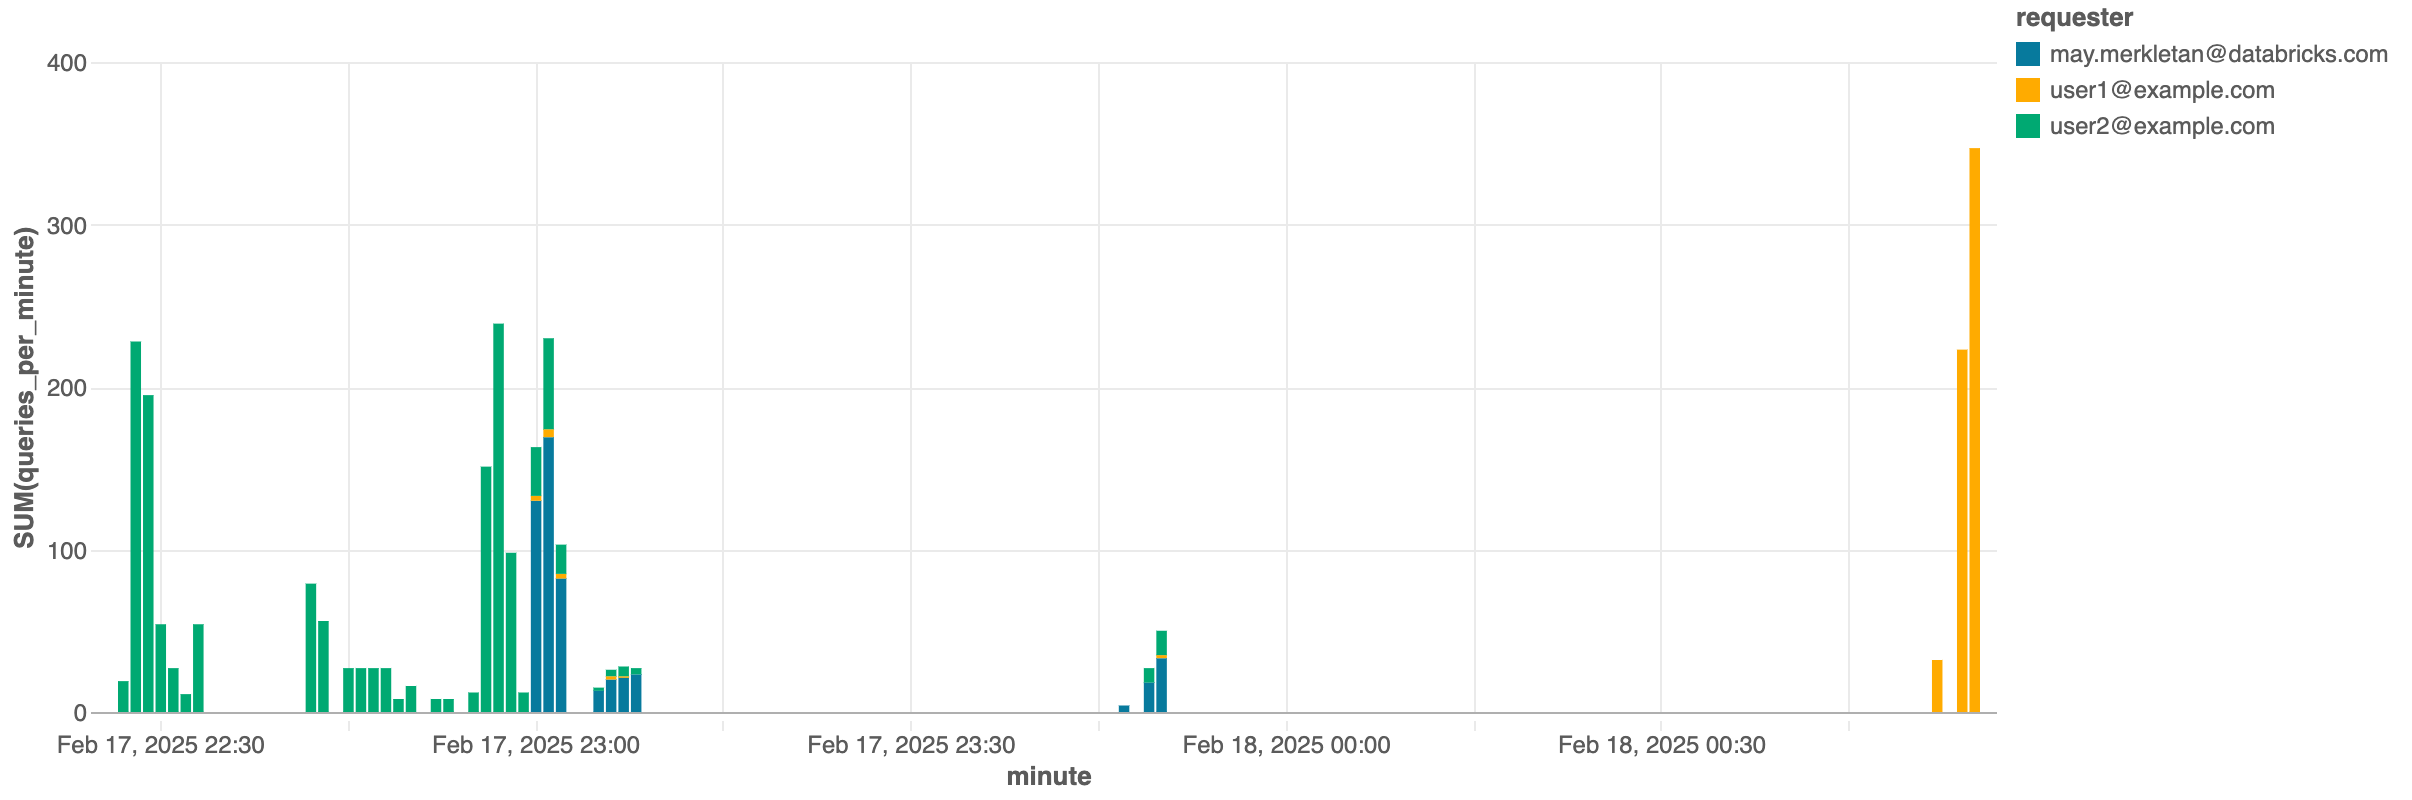 requester
may.merkletan@databricks.com
user1@example.com
user2@example.com
SUM(queries_per_minute)
400
300
200
100
0
Feb 17, 2025 22:30
Feb 17, 2025 23:00
Feb 17, 2025 23:30
Feb 18, 2025 00:00
Feb 18, 2025 00:30
minute